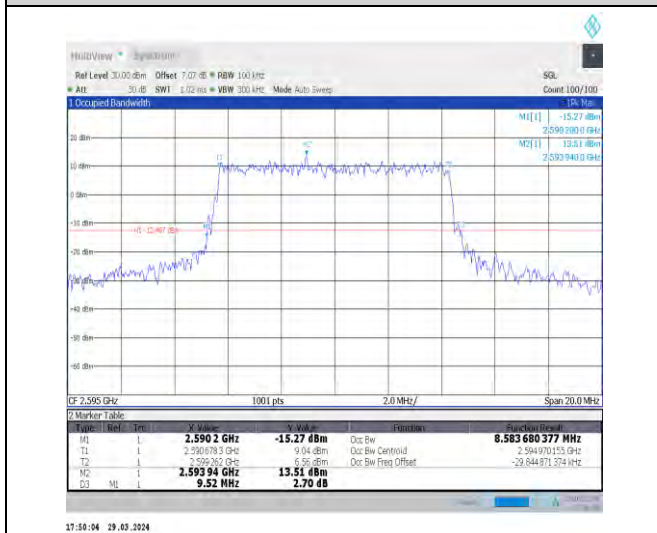 MultiView Spectrum
Ref Level 30.00 dBm Offset 7.07 dB RBW 100 kHz SGL
Att 30 dB SWT 1.02 ms VBW 300 kHz Mode Auto Sweep Count 100/100
1 Occupied Bandwidth 1Pk Max
M1[1] -15.27 dBm
2.590 200 0 GHz
M2[1] 13.51 dBm
2.593 940 0 GHz
20 dBm
10 dBm
0 dBm
-10 dBm
H1 -12.487 dBm
-20 dBm
-30 dBm
-40 dBm
-50 dBm
-60 dBm
CF 2.595 GHz 1001 pts 2.0 MHz/ Span 20.0 MHz
2 Marker Table
Type Ref Trc X Value Y Value Function Function Result
M1 1 2.590 2 GHz -15.27 dBm Occ Bw 8.583 680 377 MHz
T1 1 2.590 678 3 GHz 9.04 dBm Occ Bw Centroid 2.594 970 155 GHz
T2 1 2.599 262 GHz 6.56 dBm Occ Bw Freq Offset -29.844 871 374 kHz
M2 1 2.593 94 GHz 13.51 dBm
D3 M1 1 9.52 MHz 2.70 dB
17:50:04 29.03.2024